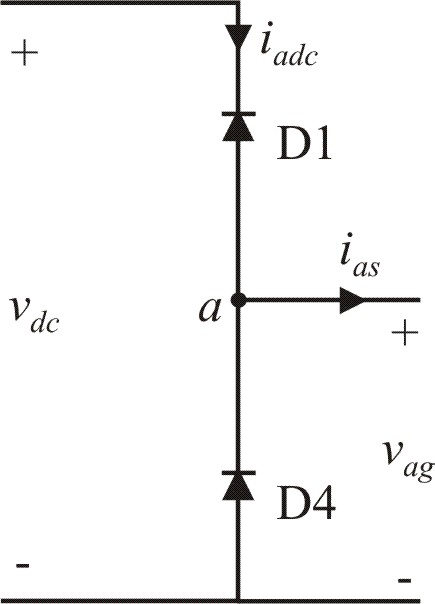 +
i_adc
D1
i_as
a
v_dc
+
v_ag
D4
-
-